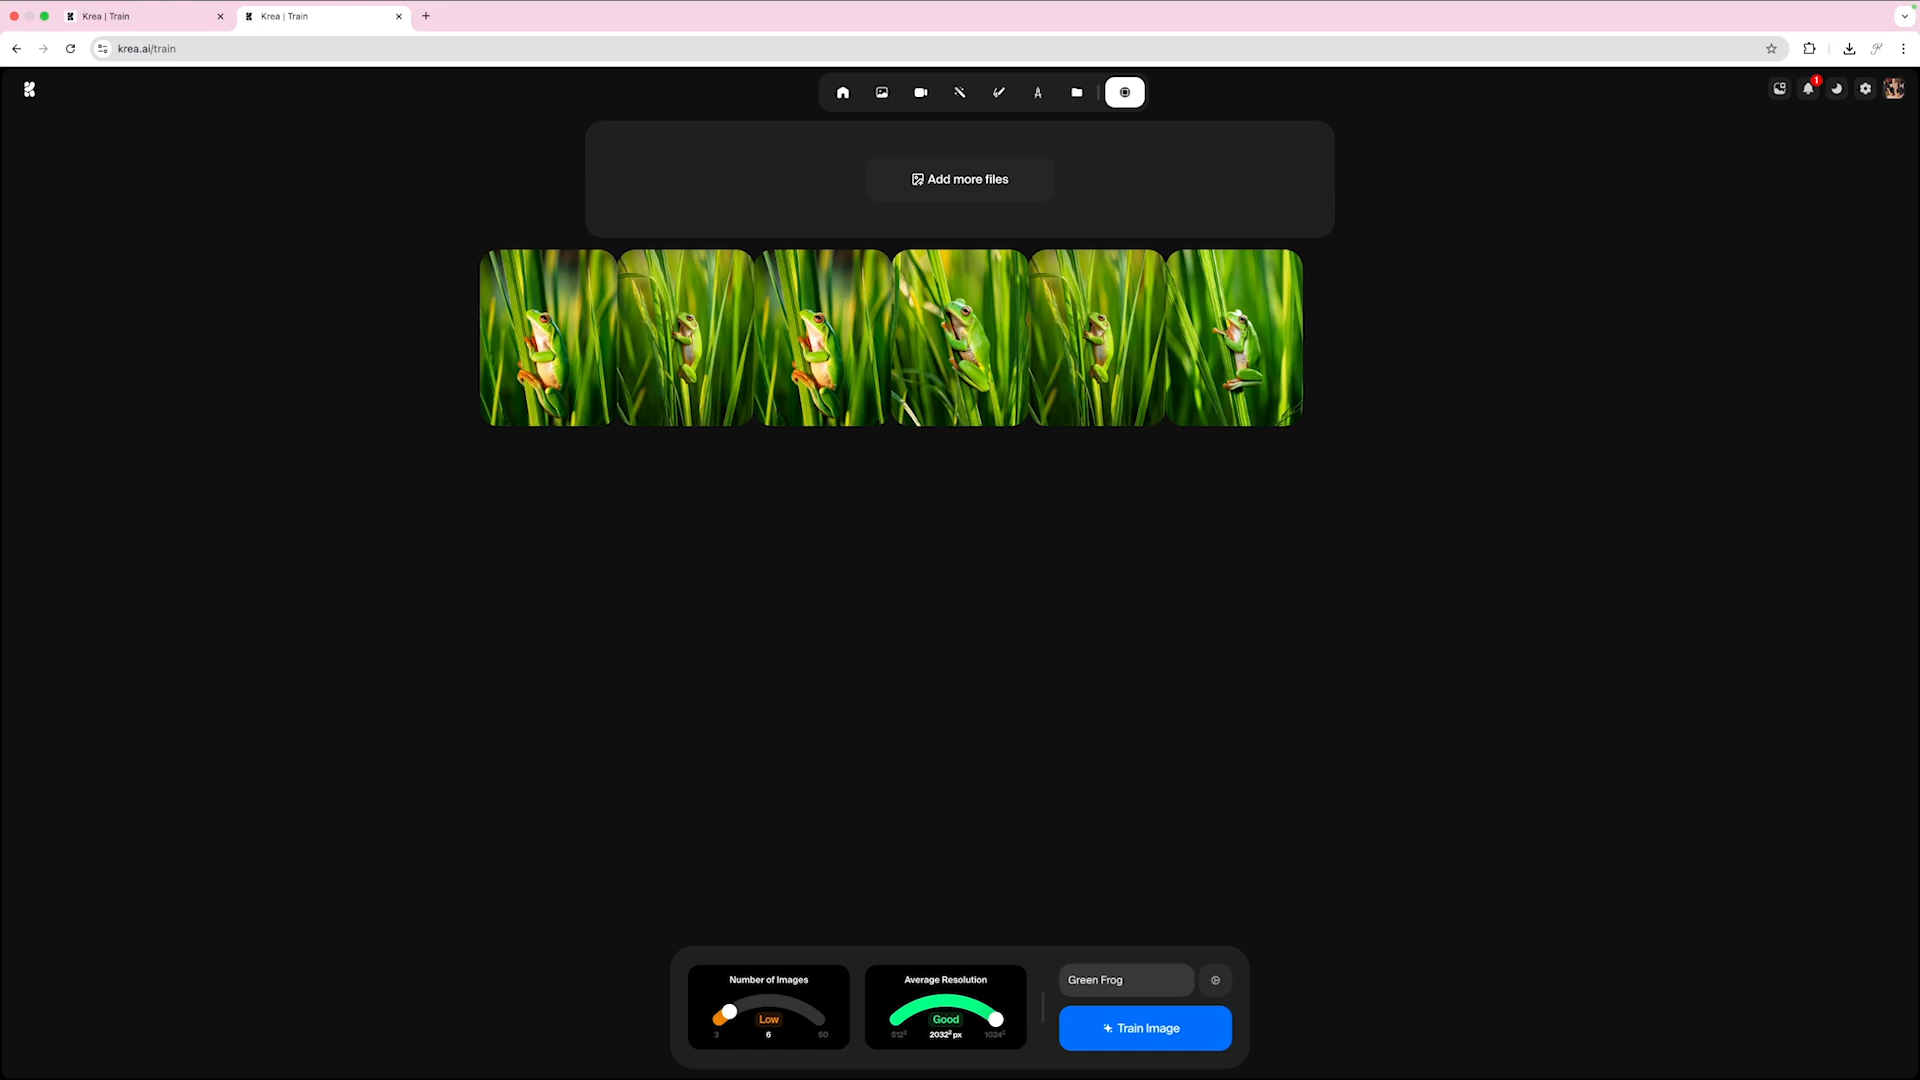 Krea | Train
Krea | Train
krea.ai/train
1
Add more files
Number of Images
Low
3
6
50
Average Resolution
Good
512²
2032² px
1024²
Green Frog
Train Image